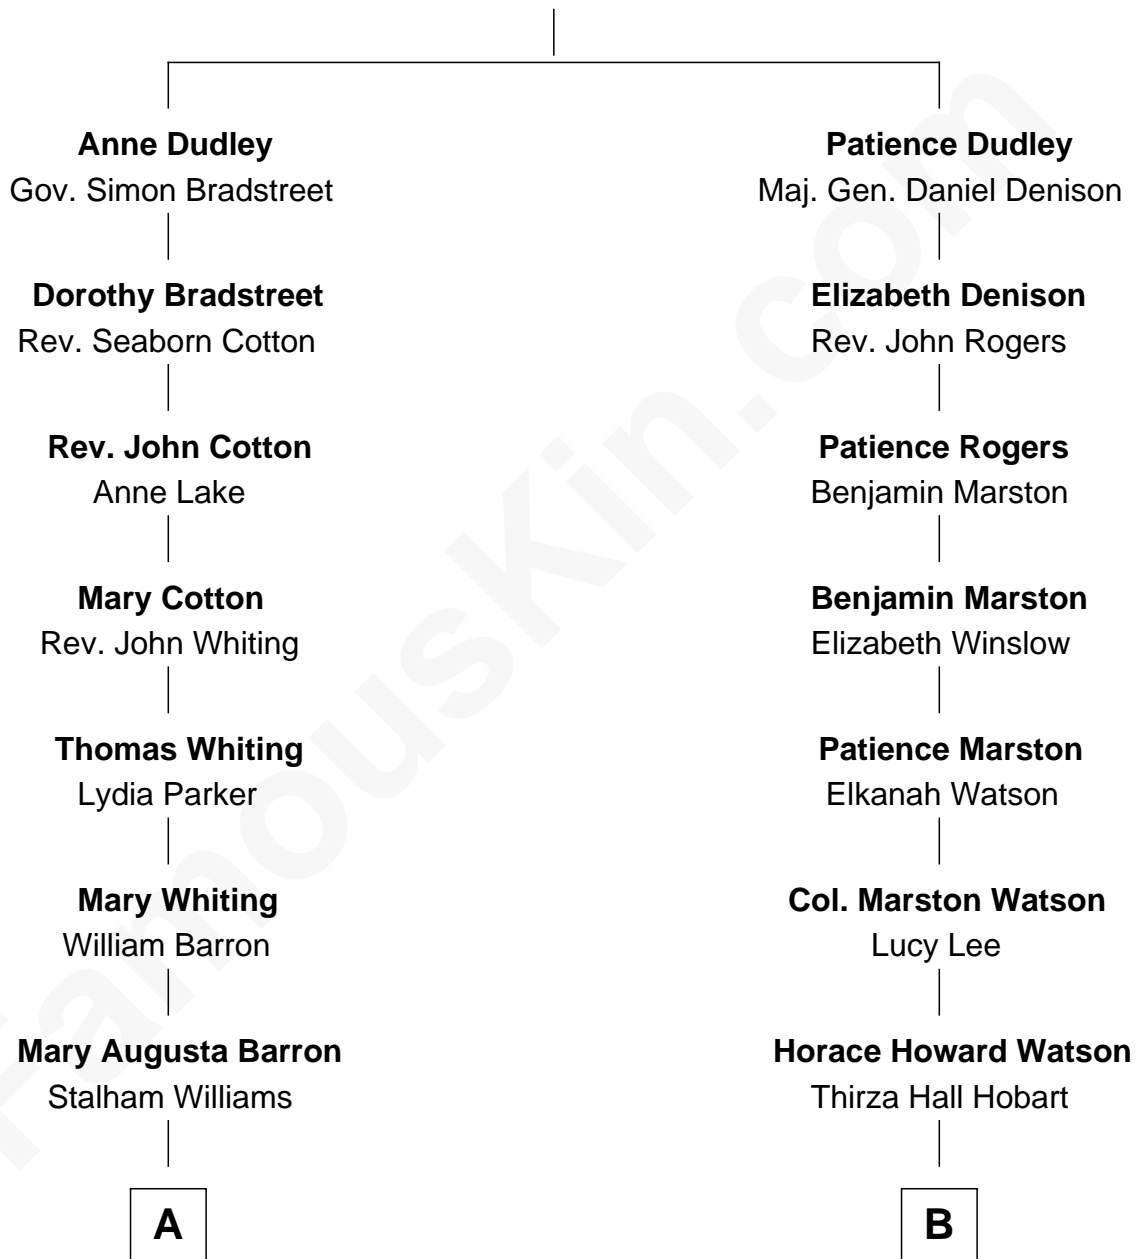 Anne Dudley
Gov. Simon Bradstreet
Dorothy Bradstreet
Rev. Seaborn Cotton
Rev. John Cotton
Anne Lake
Mary Cotton
Rev. John Whiting
Thomas Whiting
Lydia Parker
Mary Whiting
William Barron
Mary Augusta Barron
Stalham Williams
A
Patience Dudley
Maj. Gen. Daniel Denison
Elizabeth Denison
Rev. John Rogers
Patience Rogers
Benjamin Marston
Benjamin Marston
Elizabeth Winslow
Patience Marston
Elkanah Watson
Col. Marston Watson
Lucy Lee
Horace Howard Watson
Thirza Hall Hobart
B
FamousKin.com